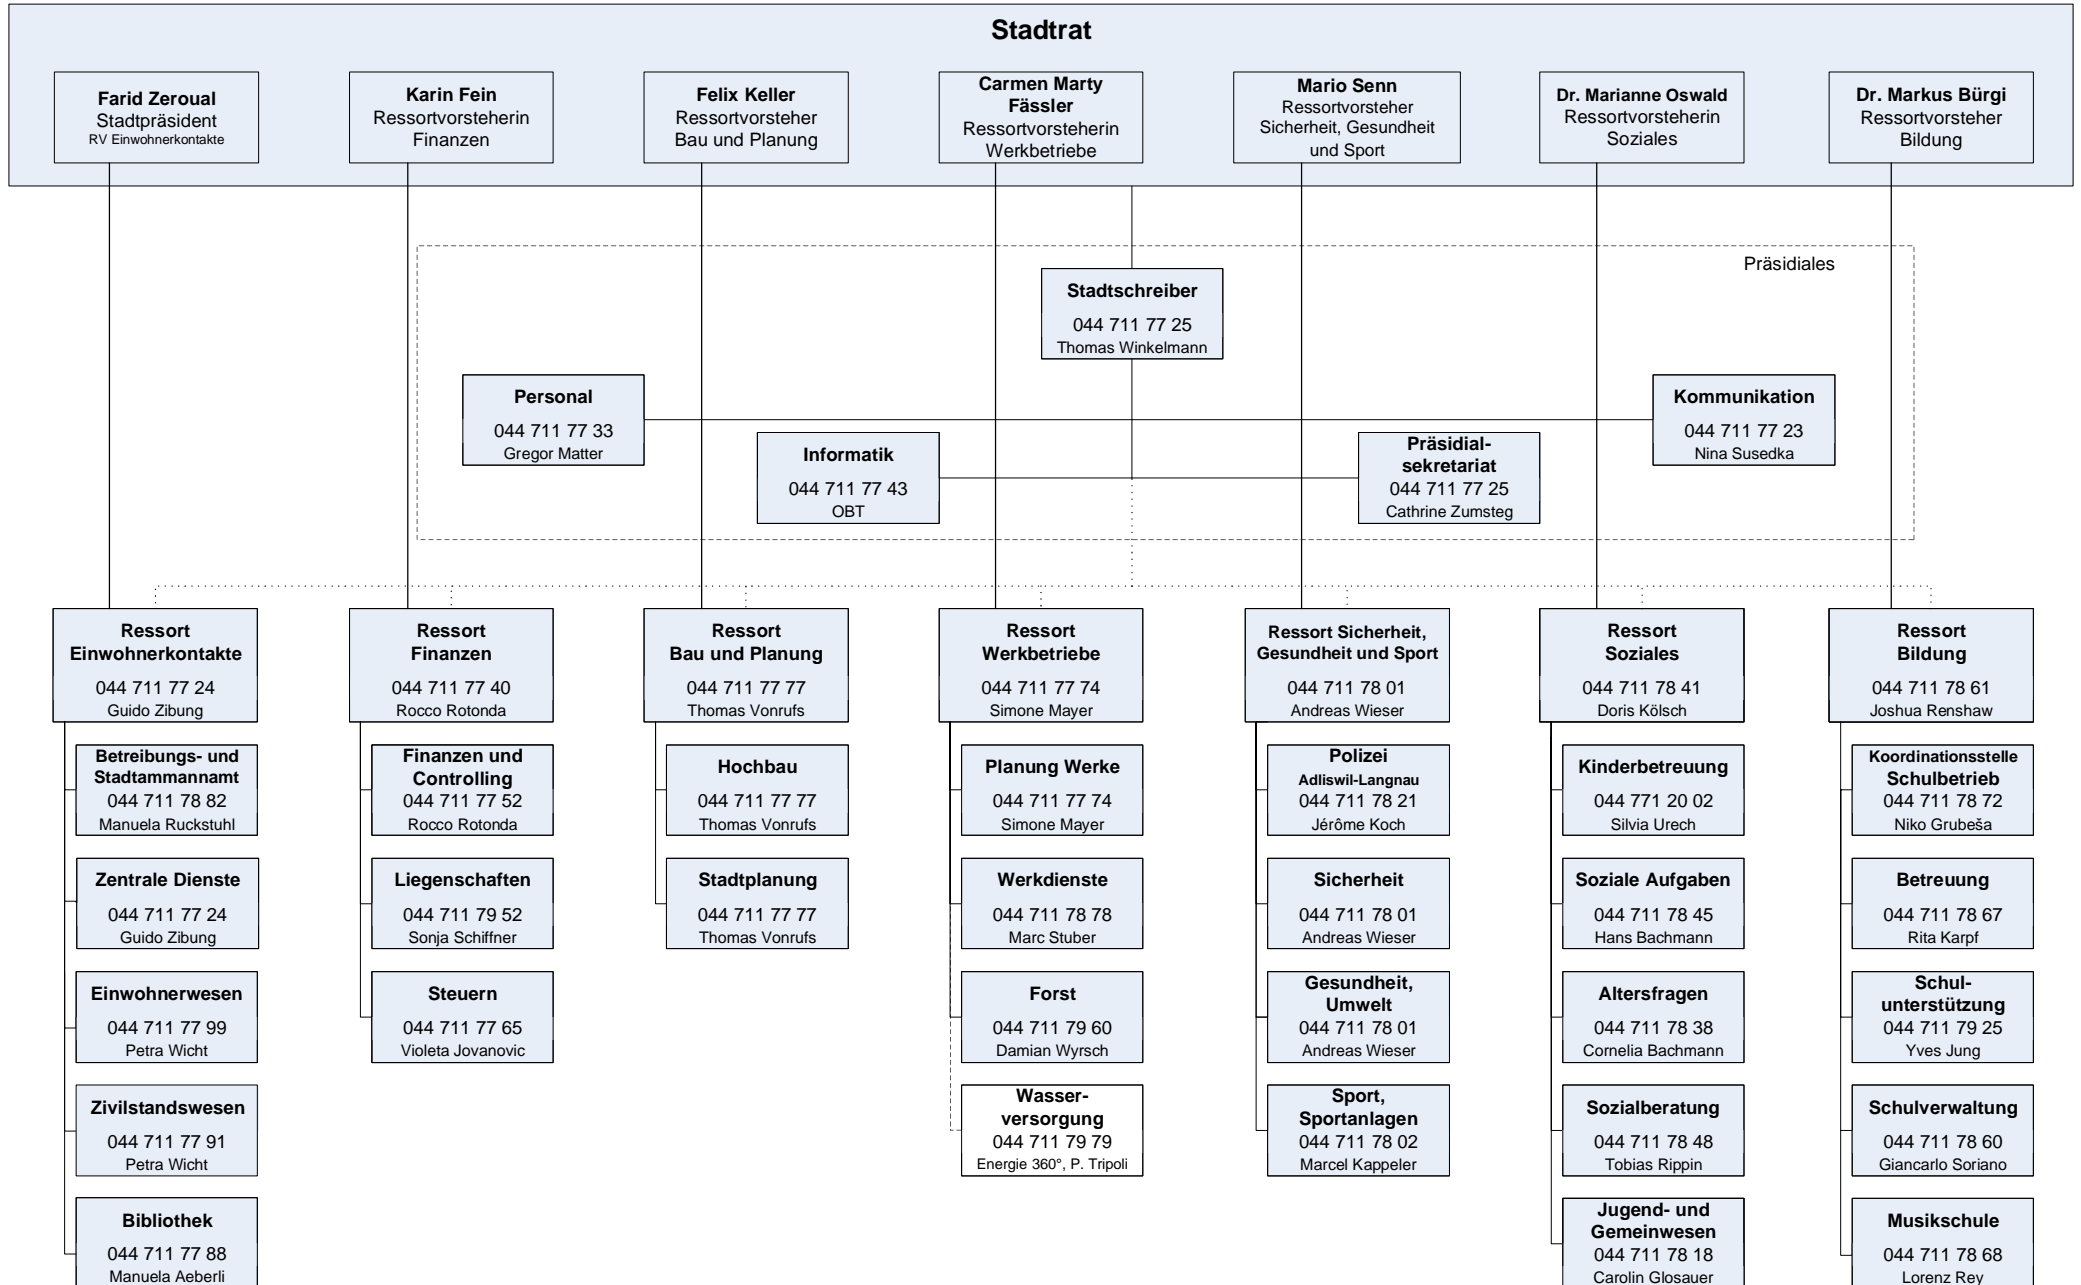 Stadtrat
Farid Zeroual
Stadtpräsident
RV Einwohnerkontakte
Karin Fein
Ressortvorsteherin
Finanzen
Felix Keller
Ressortvorsteher
Bau und Planung
Carmen Marty
Fässler
Ressortvorsteherin
Werkbetriebe
Mario Senn
Ressortvorsteher
Sicherheit, Gesundheit
und Sport
Dr. Marianne Oswald
Ressortvorsteherin
Soziales
Dr. Markus Bürgi
Ressortvorsteher
Bildung
Präsidiales
Stadtschreiber
044 711 77 25
Thomas Winkelmann
Personal
044 711 77 33
Gregor Matter
Kommunikation
044 711 77 23
Nina Susedka
Informatik
044 711 77 43
OBT
Präsidial-
sekretariat
044 711 77 25
Cathrine Zumsteg
Ressort
Einwohnerkontakte
044 711 77 24
Guido Zibung
Betreibungs- und
Stadtammannamt
044 711 78 82
Manuela Ruckstuhl
Zentrale Dienste
044 711 77 24
Guido Zibung
Einwohnerwesen
044 711 77 99
Petra Wicht
Zivilstandswesen
044 711 77 91
Petra Wicht
Bibliothek
044 711 77 88
Manuela Aeberli
Ressort
Finanzen
044 711 77 40
Rocco Rotonda
Finanzen und
Controlling
044 711 77 52
Rocco Rotonda
Liegenschaften
044 711 79 52
Sonja Schiffner
Steuern
044 711 77 65
Violeta Jovanovic
Ressort
Bau und Planung
044 711 77 77
Thomas Vonrufs
Hochbau
044 711 77 77
Thomas Vonrufs
Stadtplanung
044 711 77 77
Thomas Vonrufs
Ressort
Werkbetriebe
044 711 77 74
Simone Mayer
Planung Werke
044 711 77 74
Simone Mayer
Werkdienste
044 711 78 78
Marc Stuber
Forst
044 711 79 60
Damian Wyrsch
Wasser-
versorgung
044 711 79 79
Energie 360°, P. Tripoli
Ressort Sicherheit,
Gesundheit und Sport
044 711 78 01
Andreas Wieser
Polizei
Adliswil-Langnau
044 711 78 21
Jérôme Koch
Sicherheit
044 711 78 01
Andreas Wieser
Gesundheit,
Umwelt
044 711 78 01
Andreas Wieser
Sport,
Sportanlagen
044 711 78 02
Marcel Kappeler
Ressort
Soziales
044 711 78 41
Doris Kölsch
Kinderbetreuung
044 771 20 02
Silvia Urech
Soziale Aufgaben
044 711 78 45
Hans Bachmann
Altersfragen
044 711 78 38
Cornelia Bachmann
Sozialberatung
044 711 78 48
Tobias Rippin
Jugend- und
Gemeinwesen
044 711 78 18
Carolin Glosauer
Ressort
Bildung
044 711 78 61
Joshua Renshaw
Koordinationsstelle
Schulbetrieb
044 711 78 72
Niko Grubeša
Betreuung
044 711 78 67
Rita Karpf
Schul-
unterstützung
044 711 79 25
Yves Jung
Schulverwaltung
044 711 78 60
Giancarlo Soriano
Musikschule
044 711 78 68
Lorenz Rey